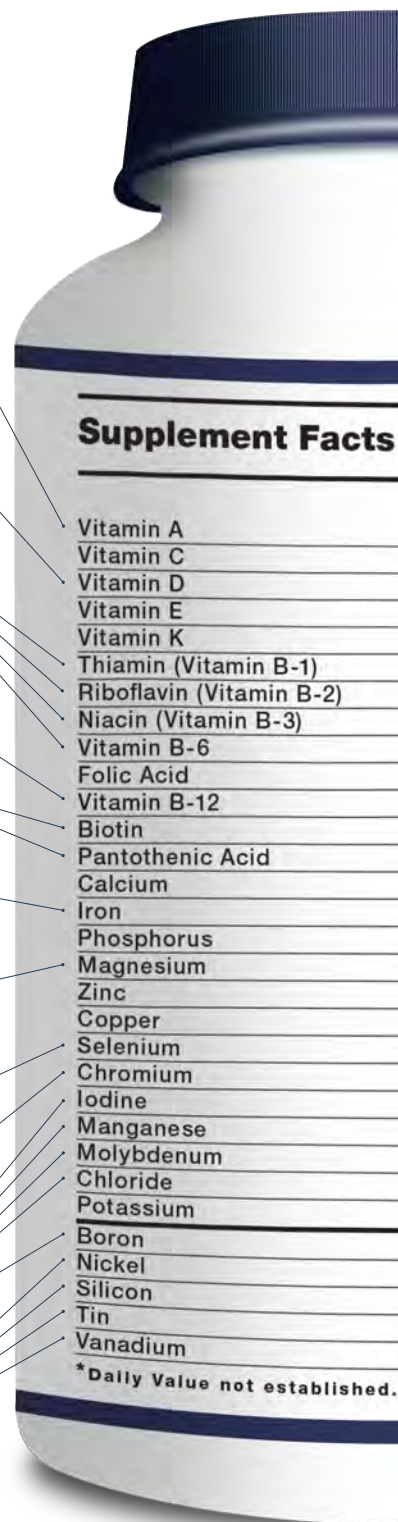 Supplement Facts
Vitamin A
Vitamin C
Vitamin D
Vitamin E
Vitamin K
Thiamin (Vitamin B-1)
Riboflavin (Vitamin B-2)
Niacin (Vitamin B-3)
Vitamin B-6
Folic Acid
Vitamin B-12
Biotin
Pantothenic Acid
Calcium
Iron
Phosphorus
Magnesium
Zinc
Copper
Selenium
Chromium
Iodine
Manganese
Molybdenum
Chloride
Potassium
Boron
Nickel
Silicon
Tin
Vanadium
*Daily Value not established.